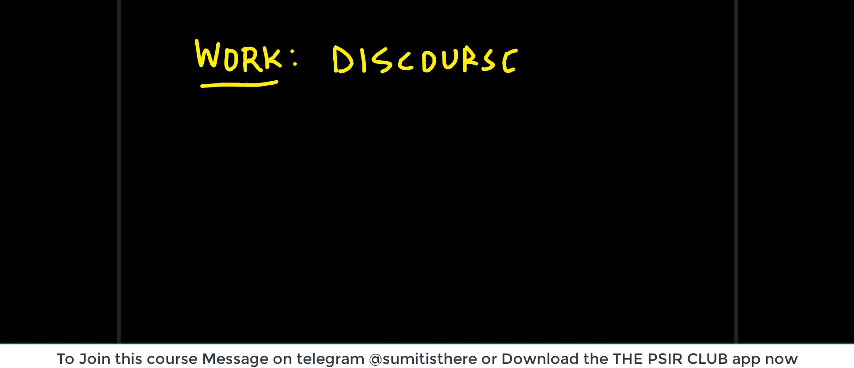 WORK: DISCOURSE
To Join this course Message on telegram @sumitisthere or Download the THE PSIR CLUB app now